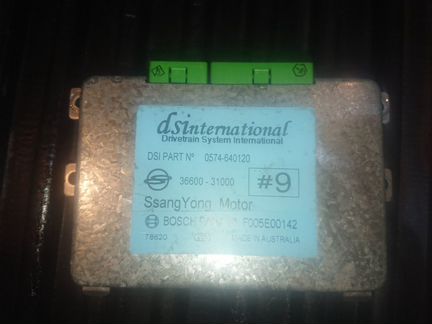 dsinternational
Drivetrain System International
DSI PART Nº 0574-640120
36600-31000 #9
SsangYong Motor
BOSCH F005E00142
78620 MADE IN AUSTRALIA